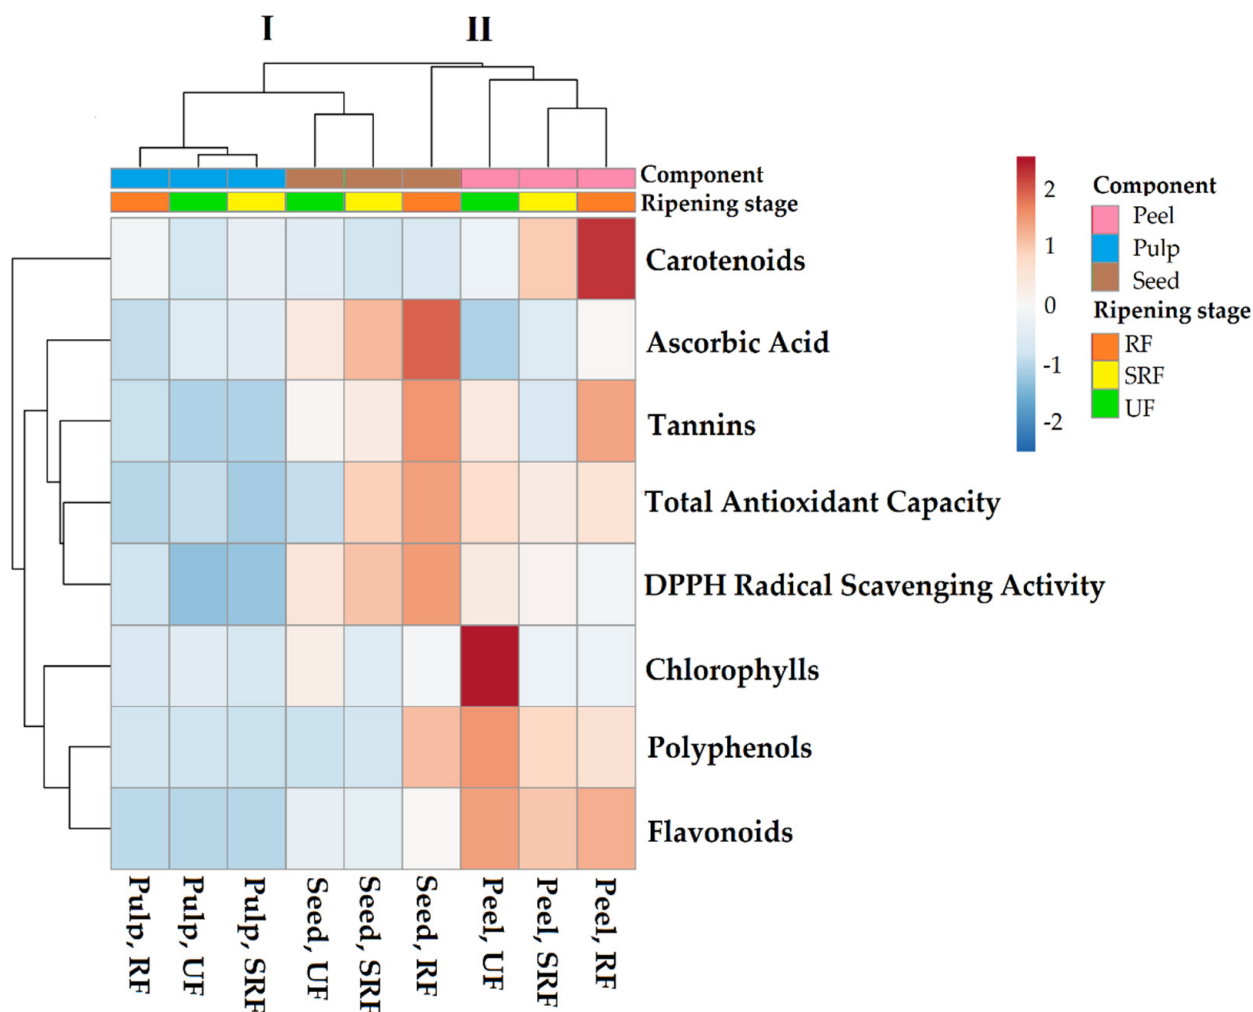 I II
Component
Ripening stage
Carotenoids
Ascorbic Acid
Tannins
Total Antioxidant Capacity
DPPH Radical Scavenging Activity
Chlorophylls
Polyphenols
Flavonoids
Pulp, RF
Pulp, UF
Pulp, SRF
Seed, UF
Seed, SRF
Seed, RF
Peel, UF
Peel, SRF
Peel, RF
2
1
0
-1
-2
Component
Peel
Pulp
Seed
Ripening stage
RF
SRF
UF